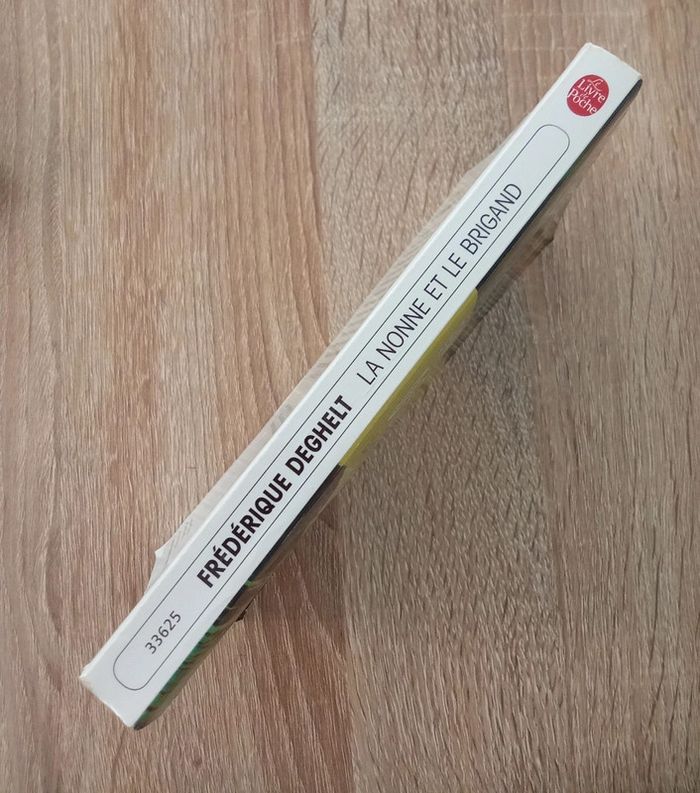 33625
FRÉDÉRIQUE DEGHELT LA NONNE ET LE BRIGAND
Le
Livre
de
Poche